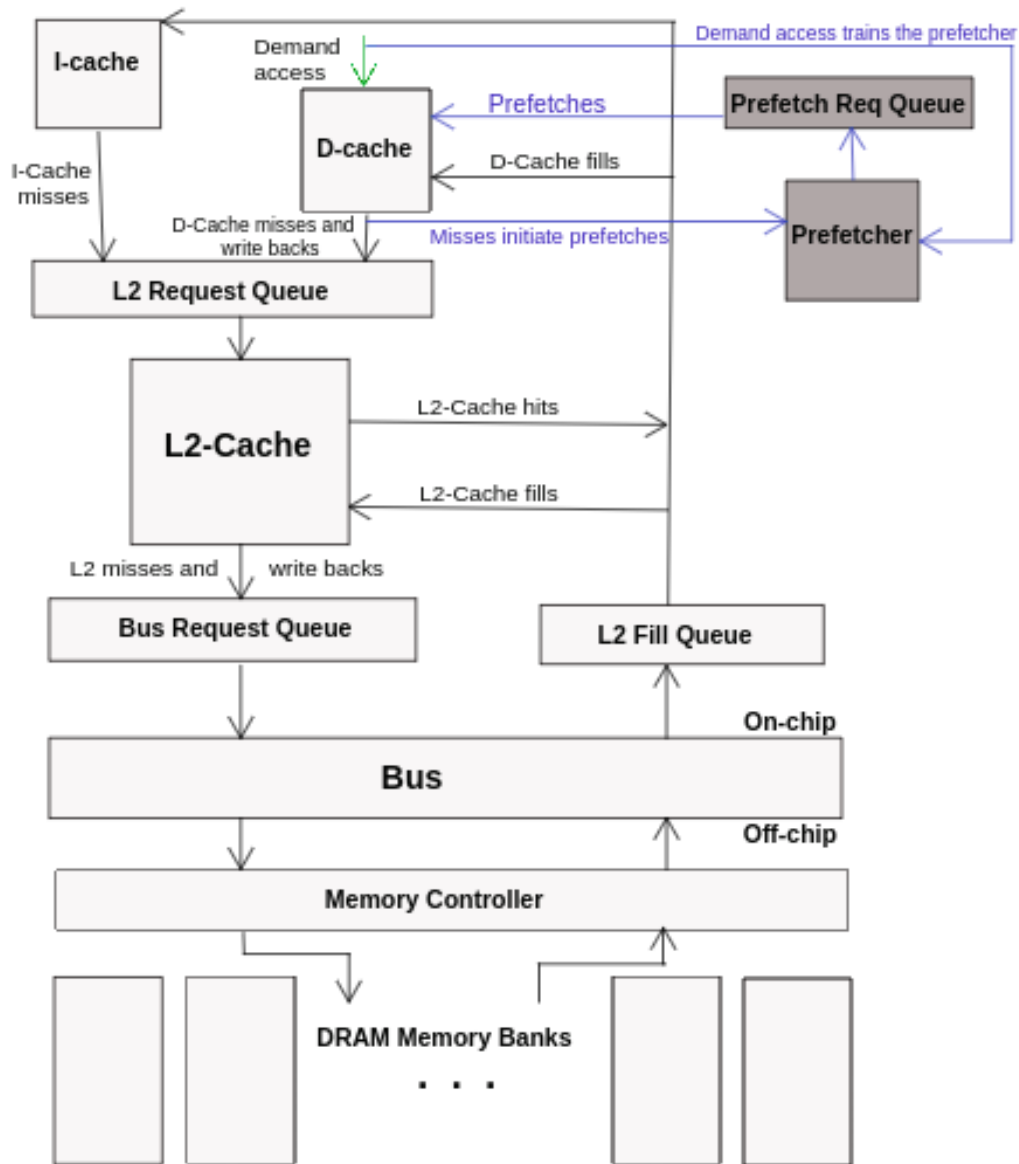 Demand access trains the prefetcher
I-cache
Demand
access
Prefetches
Prefetch Req Queue
D-cache
D-Cache fills
I-Cache
misses
D-Cache misses and
write backs
Misses initiate prefetches
Prefetcher
L2 Request Queue
L2-Cache hits
L2-Cache
L2-Cache fills
L2 misses and
write backs
Bus Request Queue
L2 Fill Queue
On-chip
Bus
Off-chip
Memory Controller
DRAM Memory Banks
. . .